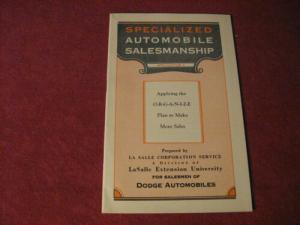 SPECIALIZED
AUTOMOBILE
SALESMANSHIP
Applying the
O-R-G-A-N-I-Z-E
Plan to Make
More Sales
Prepared by
LA SALLE CORPORATION SERVICE
A Division of
LaSalle Extension University
FOR SALESMEN OF
DODGE AUTOMOBILES